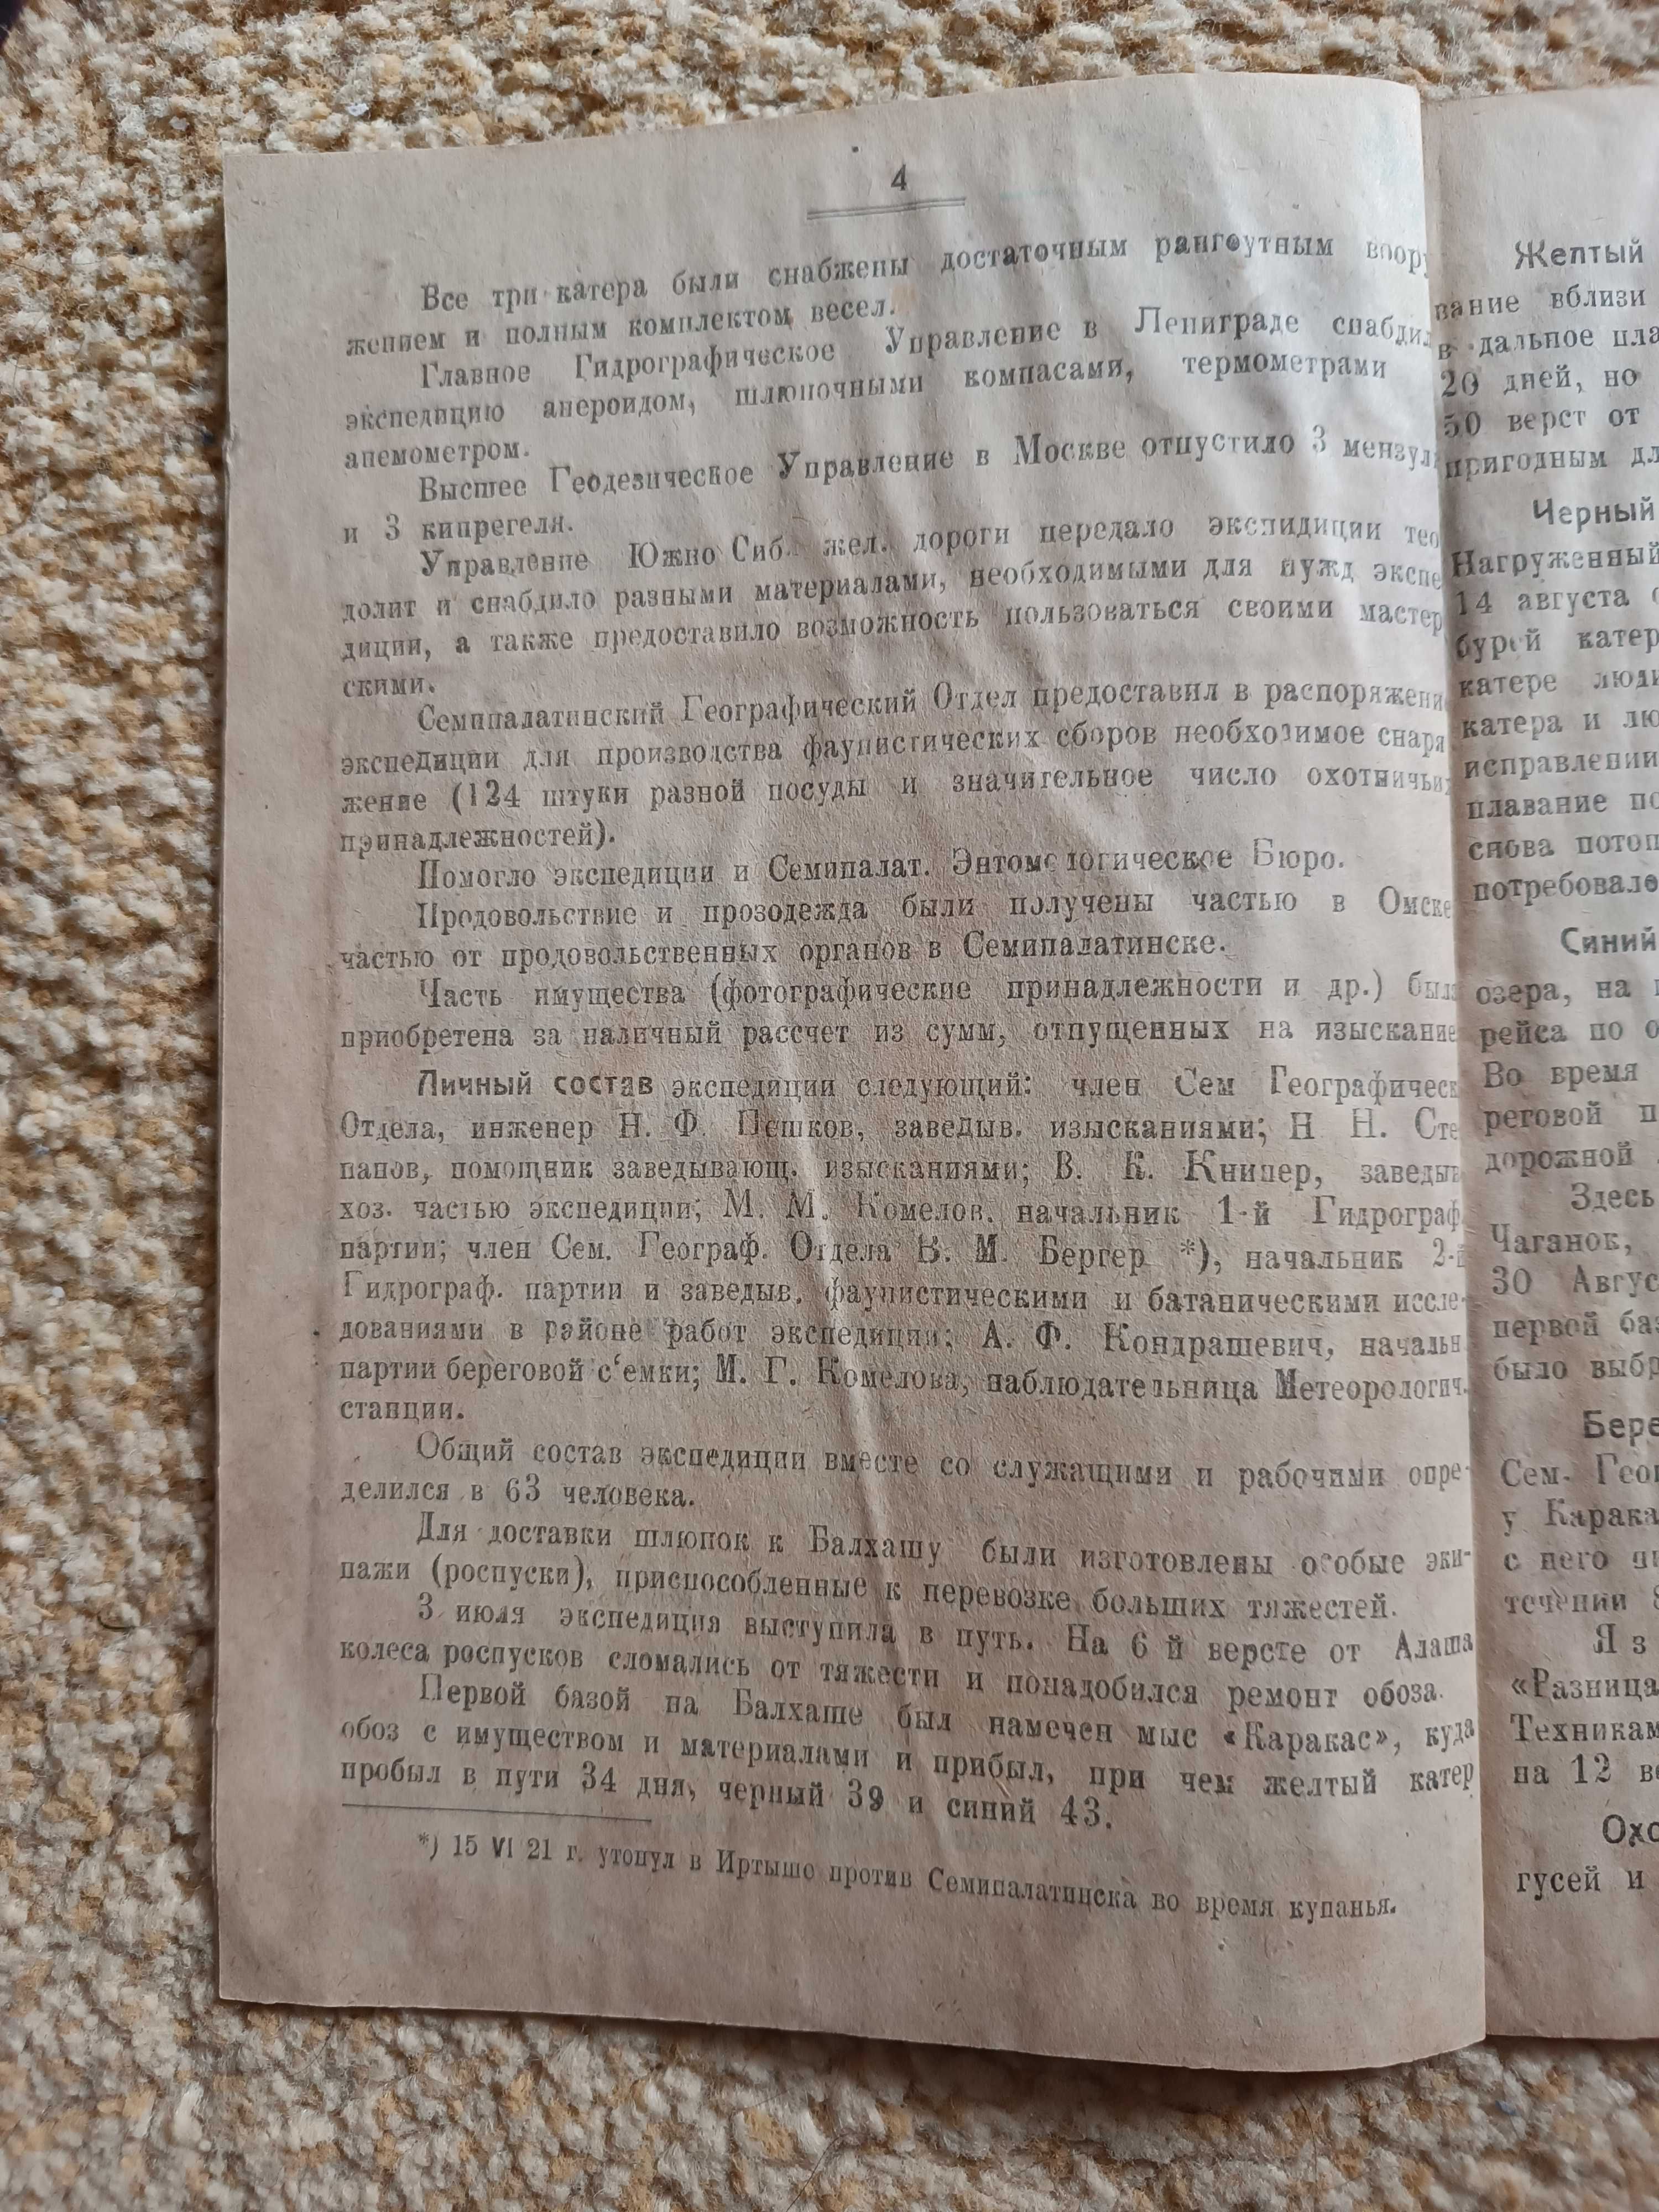 4
Все три катера были снабжены достаточным рангоутным воору
жением и полным комплектом весел.
Главное Гидрографическое Управление в Ленинграде снабдил
экспедицию анероидом, шлюпочными компасами, термометрами
анемометром.
Высшее Геодезическое Управление в Москве отпустило 3 мензул
и 3 кипрегеля.
Управление Южно Сиб. жел. дороги передало экспидиции тео
долит и снабдило разными материалами, необходимыми для нужд экспе
диции, а также предоставило возможность пользоваться своими мастер
скими.
Семипалатинский Географический Отдел предоставил в распоряжени
экспедиции для производства фаунистических сборов необходимое снаря
жение (124 штуки разной посуды и значительное число охотничьи
принадлежностей).
Помогло экспедиции и Семипалат. Энтомологическое Бюро.
Продовольствие и прозодежда были получены частью в Омске
частью от продовольственных органов в Семипалатинске.
Часть имущества (фотографические принадлежности и др.) был
приобретена за наличный рассчет из сумм, отпущенных на изыскание
Личный состав экспедиции следующий: член Сем Географическ
Отдела, инженер Н. Ф. Пешков, заведыв. изысканиями; Н Н. Сте
панов, помощник заведывающ. изысканиями; В. К. Книпер, заведыв
хоз. частью экспедиции; М. М. Комелов. начальник 1-й Гидрограф
партии; член Сем. Географ. Отдела В. М. Бергер *), начальник 2-й
Гидрограф. партии и заведыв. фаунистическими и батаническими иссле-
дованиями в районе работ экспедиции; А. Ф. Кондрашевич, начальн.
партии береговой с‘емки; М. Г. Комелова, наблюдательница Метеорологич.
станции.
Общий состав экспедиции вместе со служащими и рабочими опре-
делился в 63 человека.
Для доставки шлюпок к Балхашу были изготовлены особые эки-
пажи (роспуски), приспособленные к перевозке больших тяжестей.
3 июля экспедиция выступила в путь. На 6 й версте от Алаша
колеса роспусков сломались от тяжести и понадобился ремонт обоза.
Первой базой на Балхаше был намечен мыс «Каракас», куда
обоз с имуществом и материалами и прибыл, при чем желтый катер
пробыл в пути 34 дня, черный 39 и синий 43.
*) 15 VI 21 г. утонул в Иртыше против Семипалатинска во время купанья.
Желтый
вание вблизи
в дальное пла
20 дней, но
50 верст от
пригодным дл
Черный
Нагруженный
14 августа
бурей катер
катере люди
катера и лю
исправлении
плавание по
снова потоп
потребовало
Синий
озера, на
рейса по о
Во время
реговой п
дорожной
Здесь
Чаганок,
30 Авгус
первой баз
было выбр
Бере
Сем. Геог
у Карака
с него
течении 8
Яз
«Разница
Техникам
на 12 ве
Охо
гусей и